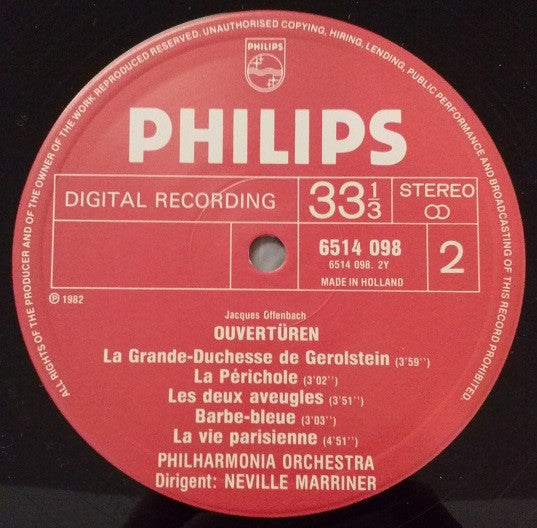 ALL RIGHTS OF THE PRODUCER AND OF THE OWNER OF THE WORK REPRODUCED RESERVED. UNAUTHORISED COPYING, HIRING, LENDING, PUBLIC PERFORMANCE AND BROADCASTING OF THIS RECORD PROHIBITED.
PHILIPS
PHILIPS
DIGITAL RECORDING
33 1/3
STEREO
6514 098
6514 098. 2Y
MADE IN HOLLAND
2
℗ 1982
Jacques Offenbach
OUVERTÜREN
La Grande-Duchesse de Gerolstein (3'59'')
La Périchole (3'02'')
Les deux aveugles (3'51'')
Barbe-bleue (3'03'')
La vie parisienne (4'51'')
PHILHARMONIA ORCHESTRA
Dirigent: NEVILLE MARRINER